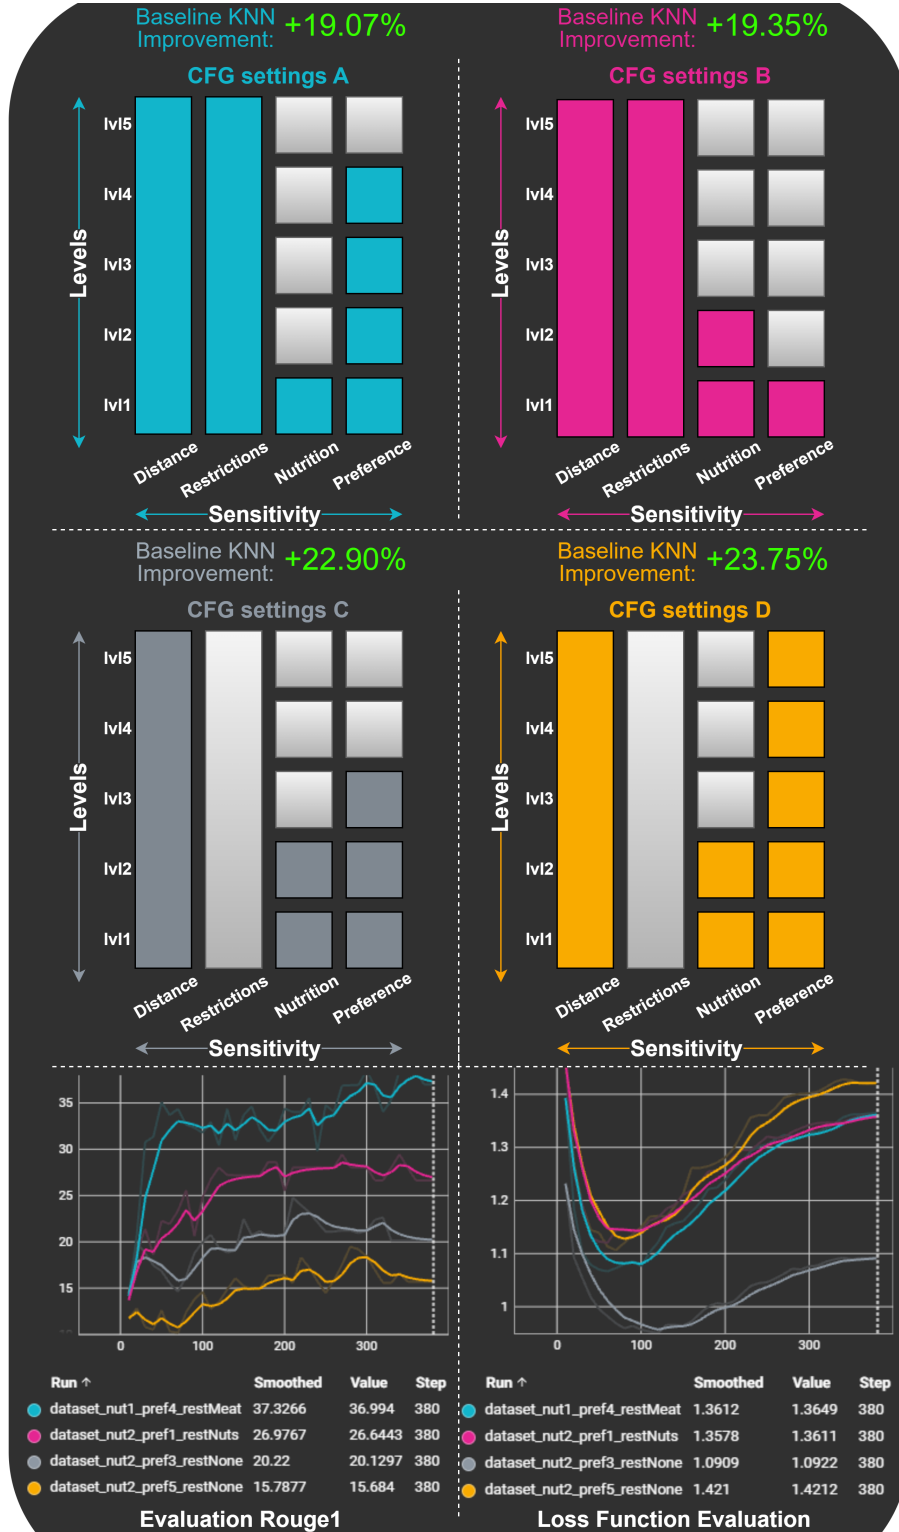 Baseline KNN
Improvement: +19.07%
CFG settings A
lvl5
lvl4
lvl3
lvl2
lvl1
Levels
Distance
Restrictions
Nutrition
Preference
Sensitivity
Baseline KNN
Improvement: +19.35%
CFG settings B
lvl5
lvl4
lvl3
lvl2
lvl1
Levels
Distance
Restrictions
Nutrition
Preference
Sensitivity
Baseline KNN
Improvement: +22.90%
CFG settings C
lvl5
lvl4
lvl3
lvl2
lvl1
Levels
Distance
Restrictions
Nutrition
Preference
Sensitivity
Baseline KNN
Improvement: +23.75%
CFG settings D
lvl5
lvl4
lvl3
lvl2
lvl1
Levels
Distance
Restrictions
Nutrition
Preference
Sensitivity
35
30
25
20
15
10
0 100 200 300
Run ↑ Smoothed Value Step
dataset_nut1_pref4_restMeat 37.3266 36.994 380
dataset_nut2_pref1_restNuts 26.9767 26.6443 380
dataset_nut2_pref3_restNone 20.22 20.1297 380
dataset_nut2_pref5_restNone 15.7877 15.684 380
Evaluation Rouge1
1.4
1.3
1.2
1.1
1
0 100 200 300
Run ↑ Smoothed Value Step
dataset_nut1_pref4_restMeat 1.3612 1.3649 380
dataset_nut2_pref1_restNuts 1.3578 1.3611 380
dataset_nut2_pref3_restNone 1.0909 1.0922 380
dataset_nut2_pref5_restNone 1.421 1.4212 380
Loss Function Evaluation